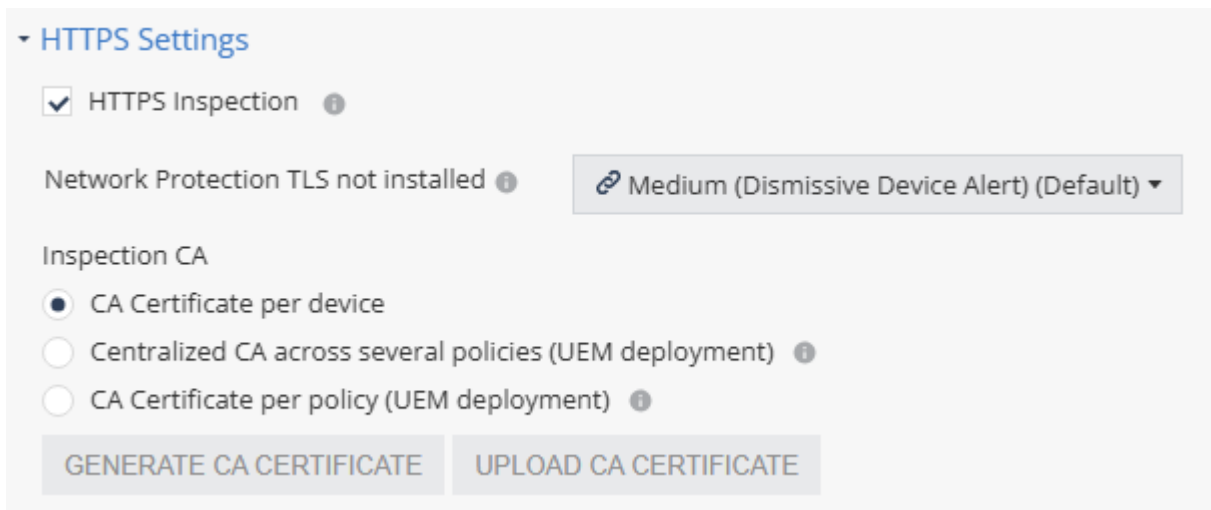 HTTPS Settings
HTTPS Inspection
Network Protection TLS not installed
Medium (Dismissive Device Alert) (Default)
Inspection CA
CA Certificate per device
Centralized CA across several policies (UEM deployment)
CA Certificate per policy (UEM deployment)
GENERATE CA CERTIFICATE
UPLOAD CA CERTIFICATE